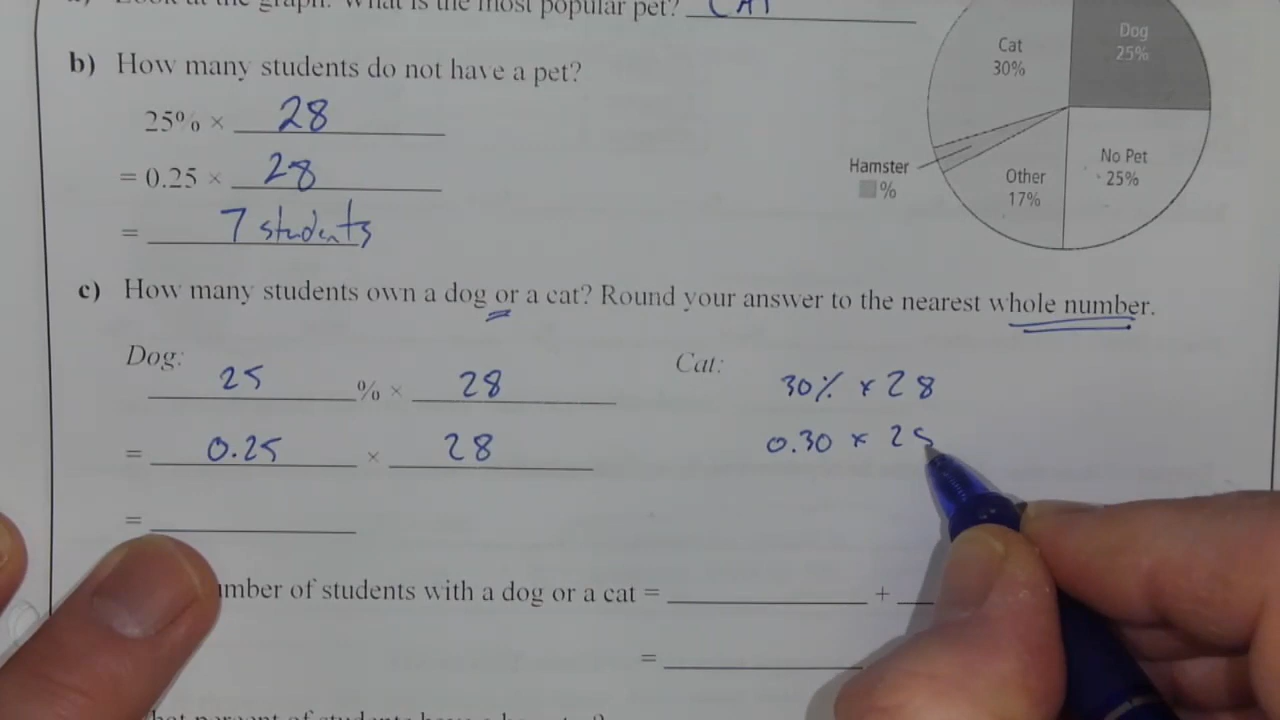 Look at the graph. What is the most popular pet? CAT
b) How many students do not have a pet?
25% × 28
= 0.25 × 28
= 7 students
Cat
30%
Dog
25%
Hamster
%
Other
17%
No Pet
25%
c) How many students own a dog or a cat? Round your answer to the nearest whole number.
Dog:
25 % × 28
= 0.25 × 28
=
Cat:
30% × 28
0.30 × 2
students with a dog or a cat = +
=